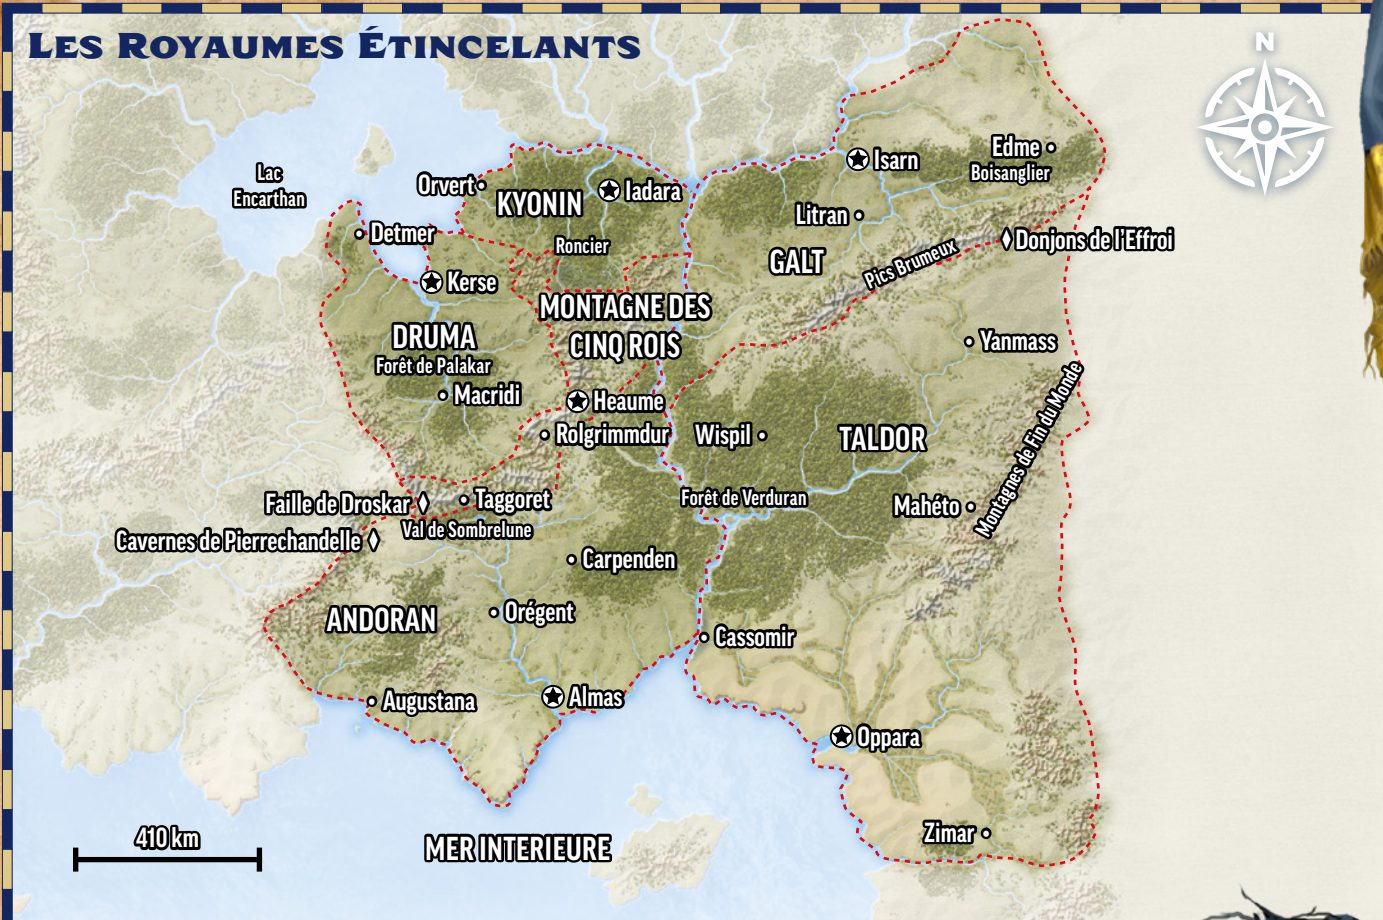 Les Royaumes Étincelants
N
Edme
Boisanglier
Isarn
Lac
Encarthan
Orvert
KYONIN
Iadara
Litran
Detmer
Roncier
Donjons de l'Effroi
GALT
Pics Brumeux
Kerse
MONTAGNE DES
CINQ ROIS
DRUMA
Forêt de Palakar
Yanmass
Macridi
Heaume
Montagnes de Fin du Monde
Rolgrimmdur
Wispil
TALDOR
Faille de Droskar
Taggoret
Forêt de Verduran
Mahéto
Val de Sombrelune
Cavernes de Pierrechandelle
Carpenden
ANDORAN
Orégent
Cassomir
Augustana
Almas
Oppara
410 km
MER INTERIEURE
Zimar